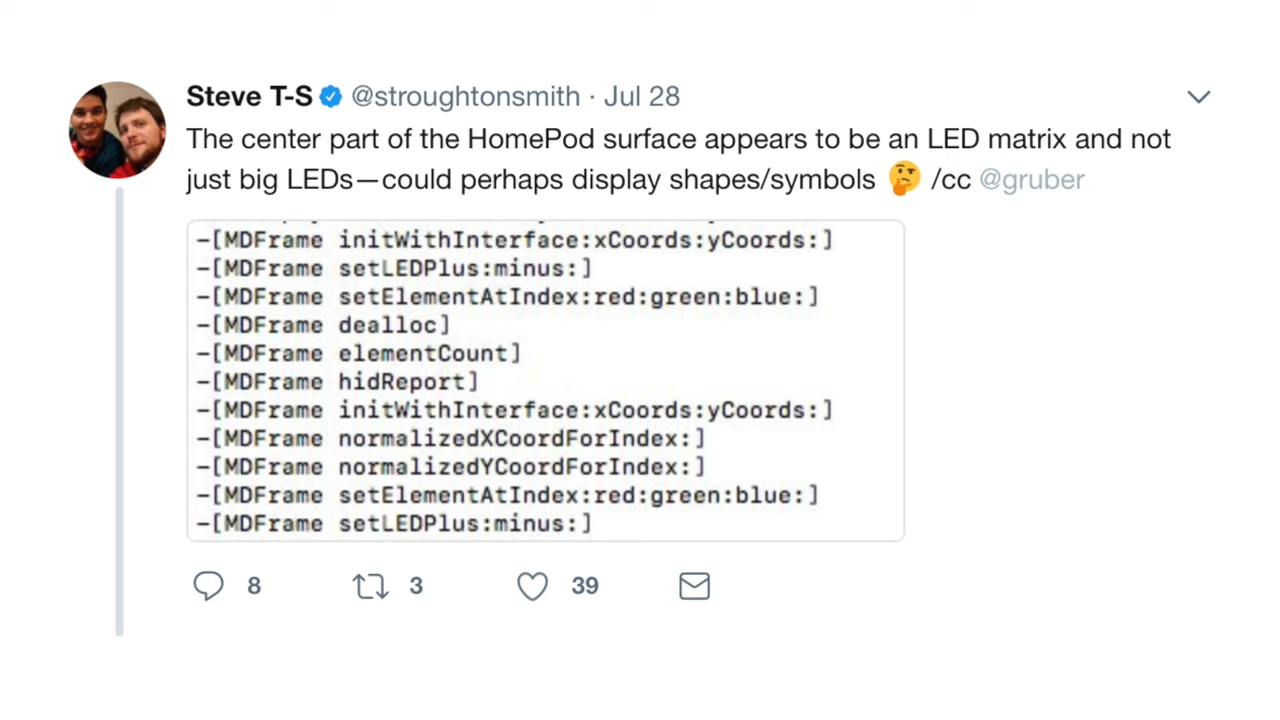 Steve T-S @stroughtonsmith · Jul 28
The center part of the HomePod surface appears to be an LED matrix and not
just big LEDs—could perhaps display shapes/symbols 🤔 /cc @gruber
-[MDFrame initWithInterface:xCoords:yCoords:]
-[MDFrame setLEDPlus:minus:]
-[MDFrame setElementAtIndex:red:green:blue:]
-[MDFrame dealloc]
-[MDFrame elementCount]
-[MDFrame hidReport]
-[MDFrame initWithInterface:xCoords:yCoords:]
-[MDFrame normalizedXCoordForIndex:]
-[MDFrame normalizedYCoordForIndex:]
-[MDFrame setElementAtIndex:red:green:blue:]
-[MDFrame setLEDPlus:minus:]
8 3 39